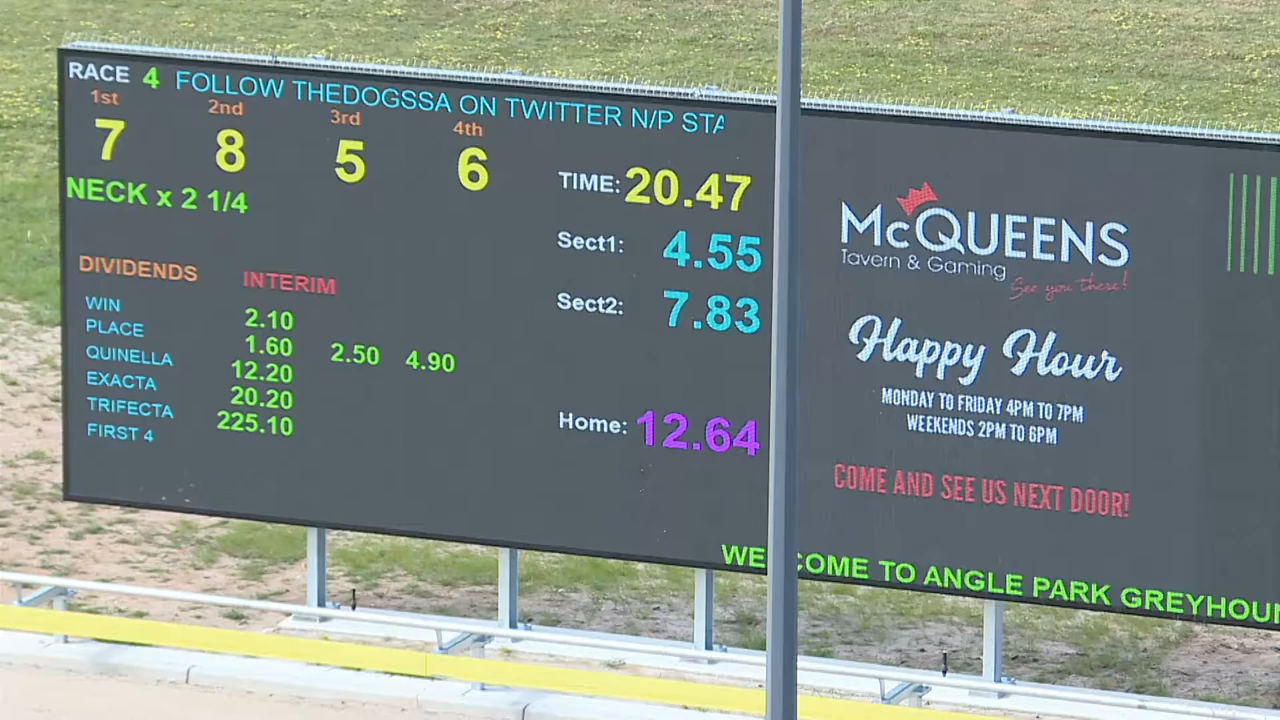 RACE 4 FOLLOW THEDOGSSA ON TWITTER N/P STA
1st 2nd 3rd 4th
7 8 5 6
NECK x 2 1/4
TIME: 20.47
Sect1: 4.55
Sect2: 7.83
Home: 12.64
DIVIDENDS INTERIM
WIN 2.10
PLACE 1.60 2.50 4.90
QUINELLA 12.20
EXACTA 20.20
TRIFECTA 225.10
FIRST 4
McQUEENS
Tavern & Gaming
See you there!
Happy Hour
MONDAY TO FRIDAY 4PM TO 7PM
WEEKENDS 2PM TO 6PM
COME AND SEE US NEXT DOOR!
WE COME TO ANGLE PARK GREYHOUN